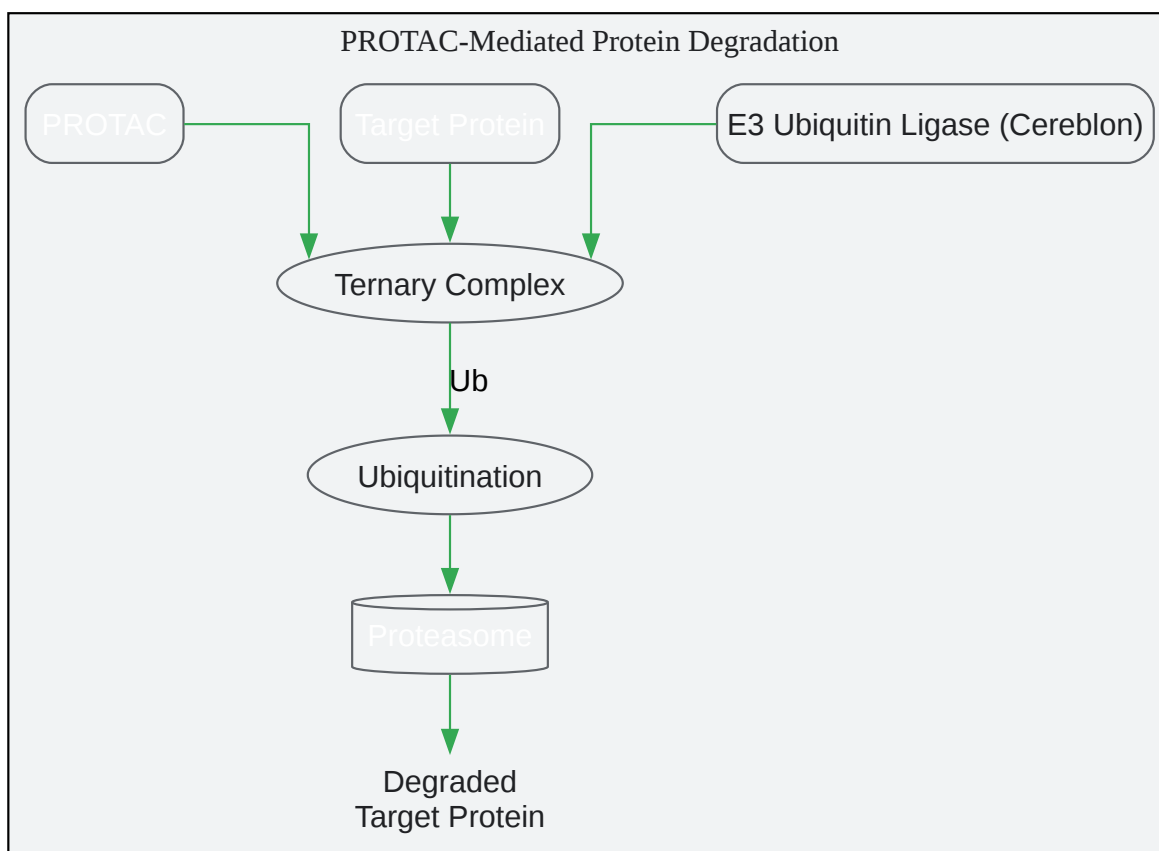 PROTAC-Mediated Protein Degradation
PROTAC
Target Protein
E3 Ubiquitin Ligase (Cereblon)
Ternary Complex
Ub
Ubiquitination
Proteasome
Degraded
Target Protein